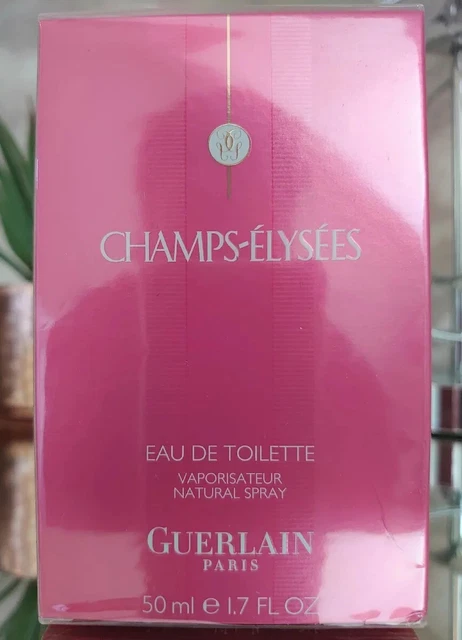 CHAMPS-ÉLYSÉES
EAU DE TOILETTE
VAPORISATEUR
NATURAL SPRAY
GUERLAIN
PARIS
50 ml e 1.7 FL OZ